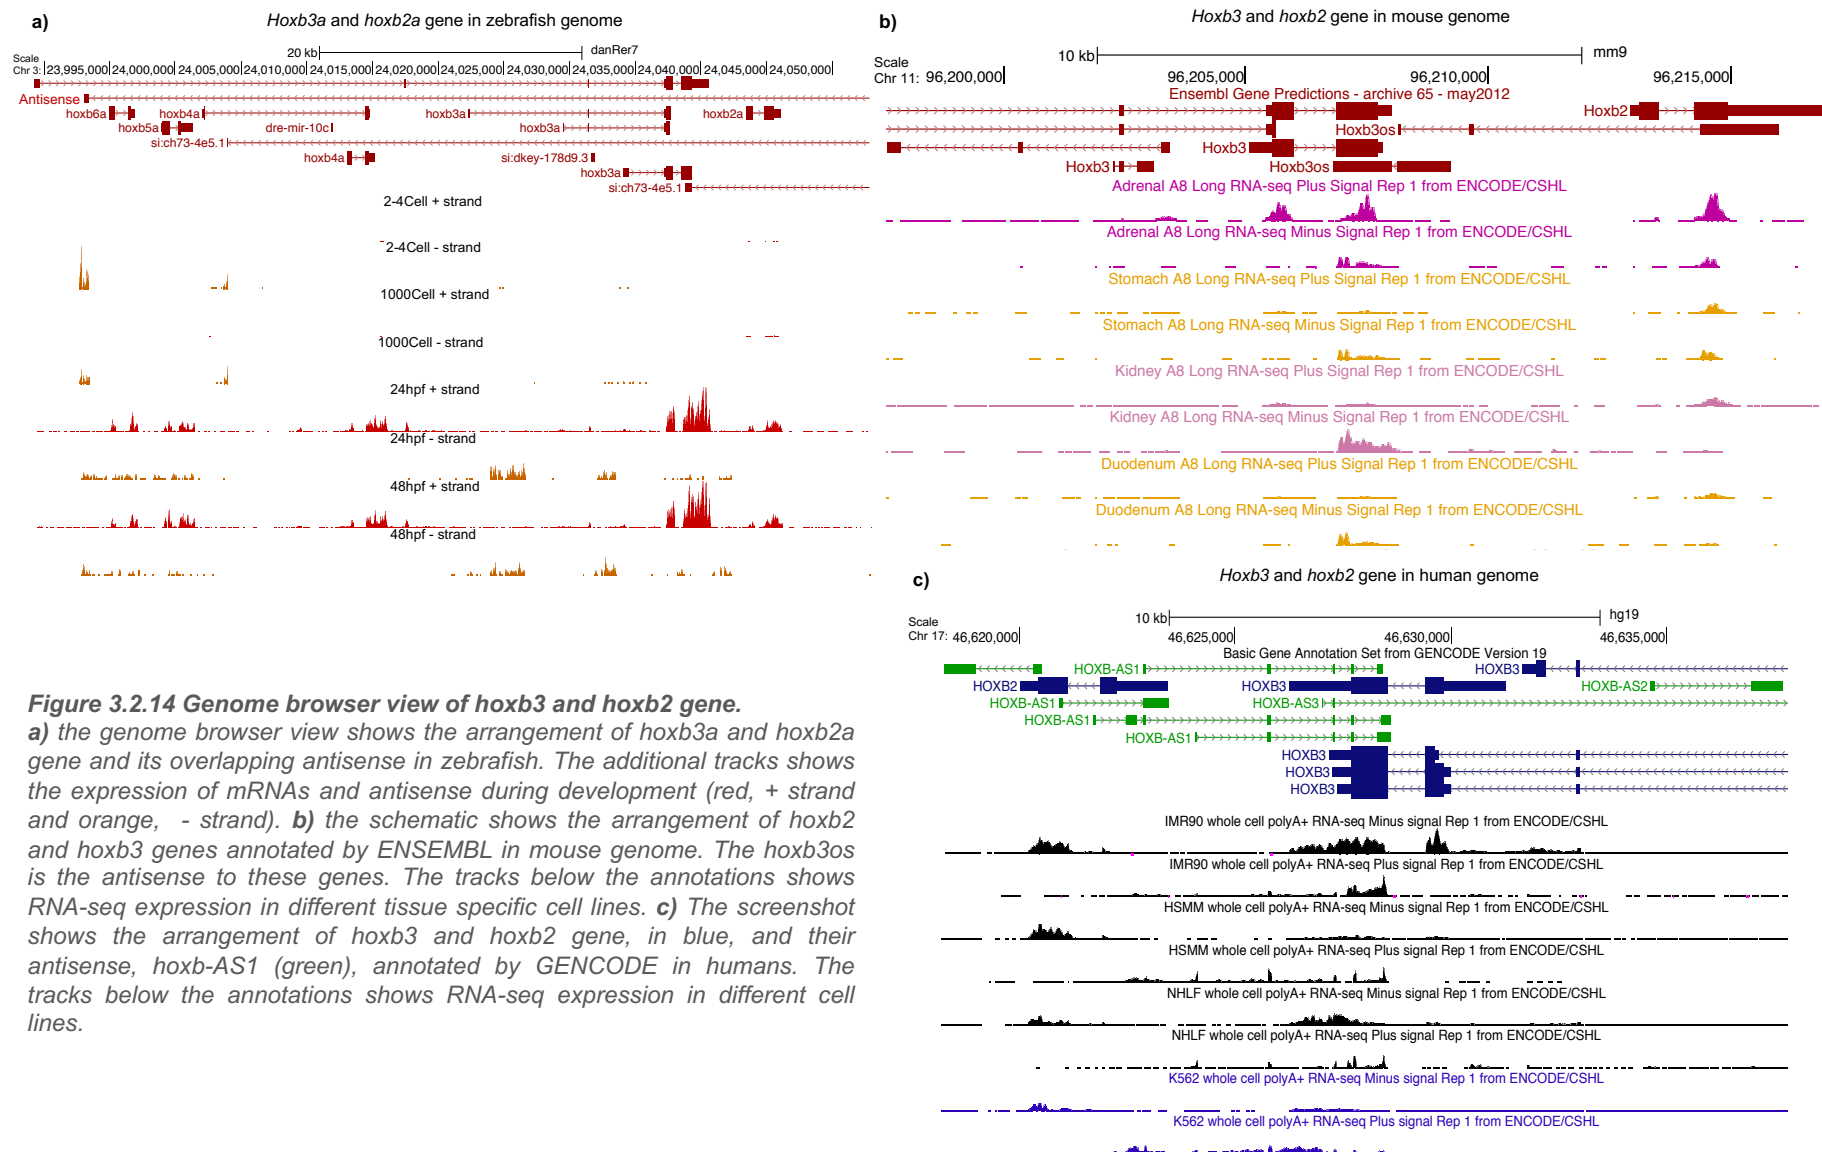 a)
Hoxb3a and hoxb2a gene in zebrafish genome
20 kb
danRer7
Scale
Chr 3:
23,995,000 24,000,000 24,005,000 24,010,000 24,015,000 24,020,000 24,025,000 24,030,000 24,035,000 24,040,000 24,045,000 24,050,000
Antisense
hoxb6a hoxb4a hoxb3a hoxb2a
hoxb5a dre-mir-10c hoxb3a
si:ch73-4e5.1
hoxb4a si:dkey-178d9.3
hoxb3a
si:ch73-4e5.1
2-4Cell + strand
2-4Cell - strand
1000Cell + strand
1000Cell - strand
24hpf + strand
24hpf - strand
48hpf + strand
48hpf - strand
b)
Hoxb3 and hoxb2 gene in mouse genome
10 kb
mm9
Scale
Chr 11: 96,200,000 96,205,000 96,210,000 96,215,000
Ensembl Gene Predictions - archive 65 - may2012
Hoxb2
Hoxb3os
Hoxb3
Hoxb3 Hoxb3os
Adrenal A8 Long RNA-seq Plus Signal Rep 1 from ENCODE/CSHL
Adrenal A8 Long RNA-seq Minus Signal Rep 1 from ENCODE/CSHL
Stomach A8 Long RNA-seq Plus Signal Rep 1 from ENCODE/CSHL
Stomach A8 Long RNA-seq Minus Signal Rep 1 from ENCODE/CSHL
Kidney A8 Long RNA-seq Plus Signal Rep 1 from ENCODE/CSHL
Kidney A8 Long RNA-seq Minus Signal Rep 1 from ENCODE/CSHL
Duodenum A8 Long RNA-seq Plus Signal Rep 1 from ENCODE/CSHL
Duodenum A8 Long RNA-seq Minus Signal Rep 1 from ENCODE/CSHL
c)
Hoxb3 and hoxb2 gene in human genome
10 kb
hg19
Scale
Chr 17: 46,620,000 46,625,000 46,630,000 46,635,000
Basic Gene Annotation Set from GENCODE Version 19
HOXB-AS1 HOXB3
HOXB2 HOXB3 HOXB-AS2
HOXB-AS1 HOXB-AS3
HOXB-AS1
HOXB-AS1
HOXB3
HOXB3
HOXB3
IMR90 whole cell polyA+ RNA-seq Minus signal Rep 1 from ENCODE/CSHL
IMR90 whole cell polyA+ RNA-seq Plus signal Rep 1 from ENCODE/CSHL
HSMM whole cell polyA+ RNA-seq Minus signal Rep 1 from ENCODE/CSHL
HSMM whole cell polyA+ RNA-seq Plus signal Rep 1 from ENCODE/CSHL
NHLF whole cell polyA+ RNA-seq Minus signal Rep 1 from ENCODE/CSHL
NHLF whole cell polyA+ RNA-seq Plus signal Rep 1 from ENCODE/CSHL
K562 whole cell polyA+ RNA-seq Minus signal Rep 1 from ENCODE/CSHL
K562 whole cell polyA+ RNA-seq Plus signal Rep 1 from ENCODE/CSHL
Figure 3.2.14 Genome browser view of hoxb3 and hoxb2 gene.
a) the genome browser view shows the arrangement of hoxb3a and hoxb2a
gene and its overlapping antisense in zebrafish. The additional tracks shows
the expression of mRNAs and antisense during development (red, + strand
and orange, - strand). b) the schematic shows the arrangement of hoxb2
and hoxb3 genes annotated by ENSEMBL in mouse genome. The hoxb3os
is the antisense to these genes. The tracks below the annotations shows
RNA-seq expression in different tissue specific cell lines. c) The screenshot
shows the arrangement of hoxb3 and hoxb2 gene, in blue, and their
antisense, hoxb-AS1 (green), annotated by GENCODE in humans. The
tracks below the annotations shows RNA-seq expression in different cell
lines.